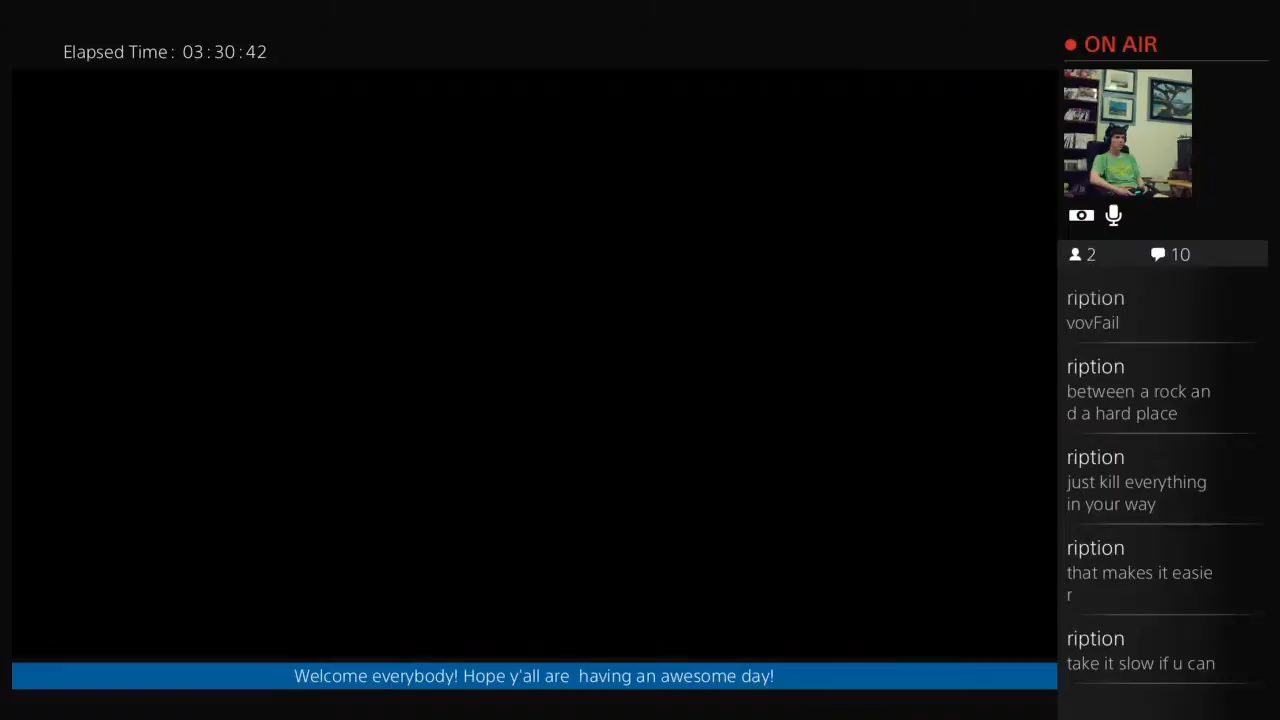 Elapsed Time: 03:30:42
ON AIR
2
10
ription
vovFail
ription
between a rock an
d a hard place
ription
just kill everything
in your way
ription
that makes it easie
r
ription
take it slow if u can
Welcome everybody! Hope y'all are  having an awesome day!